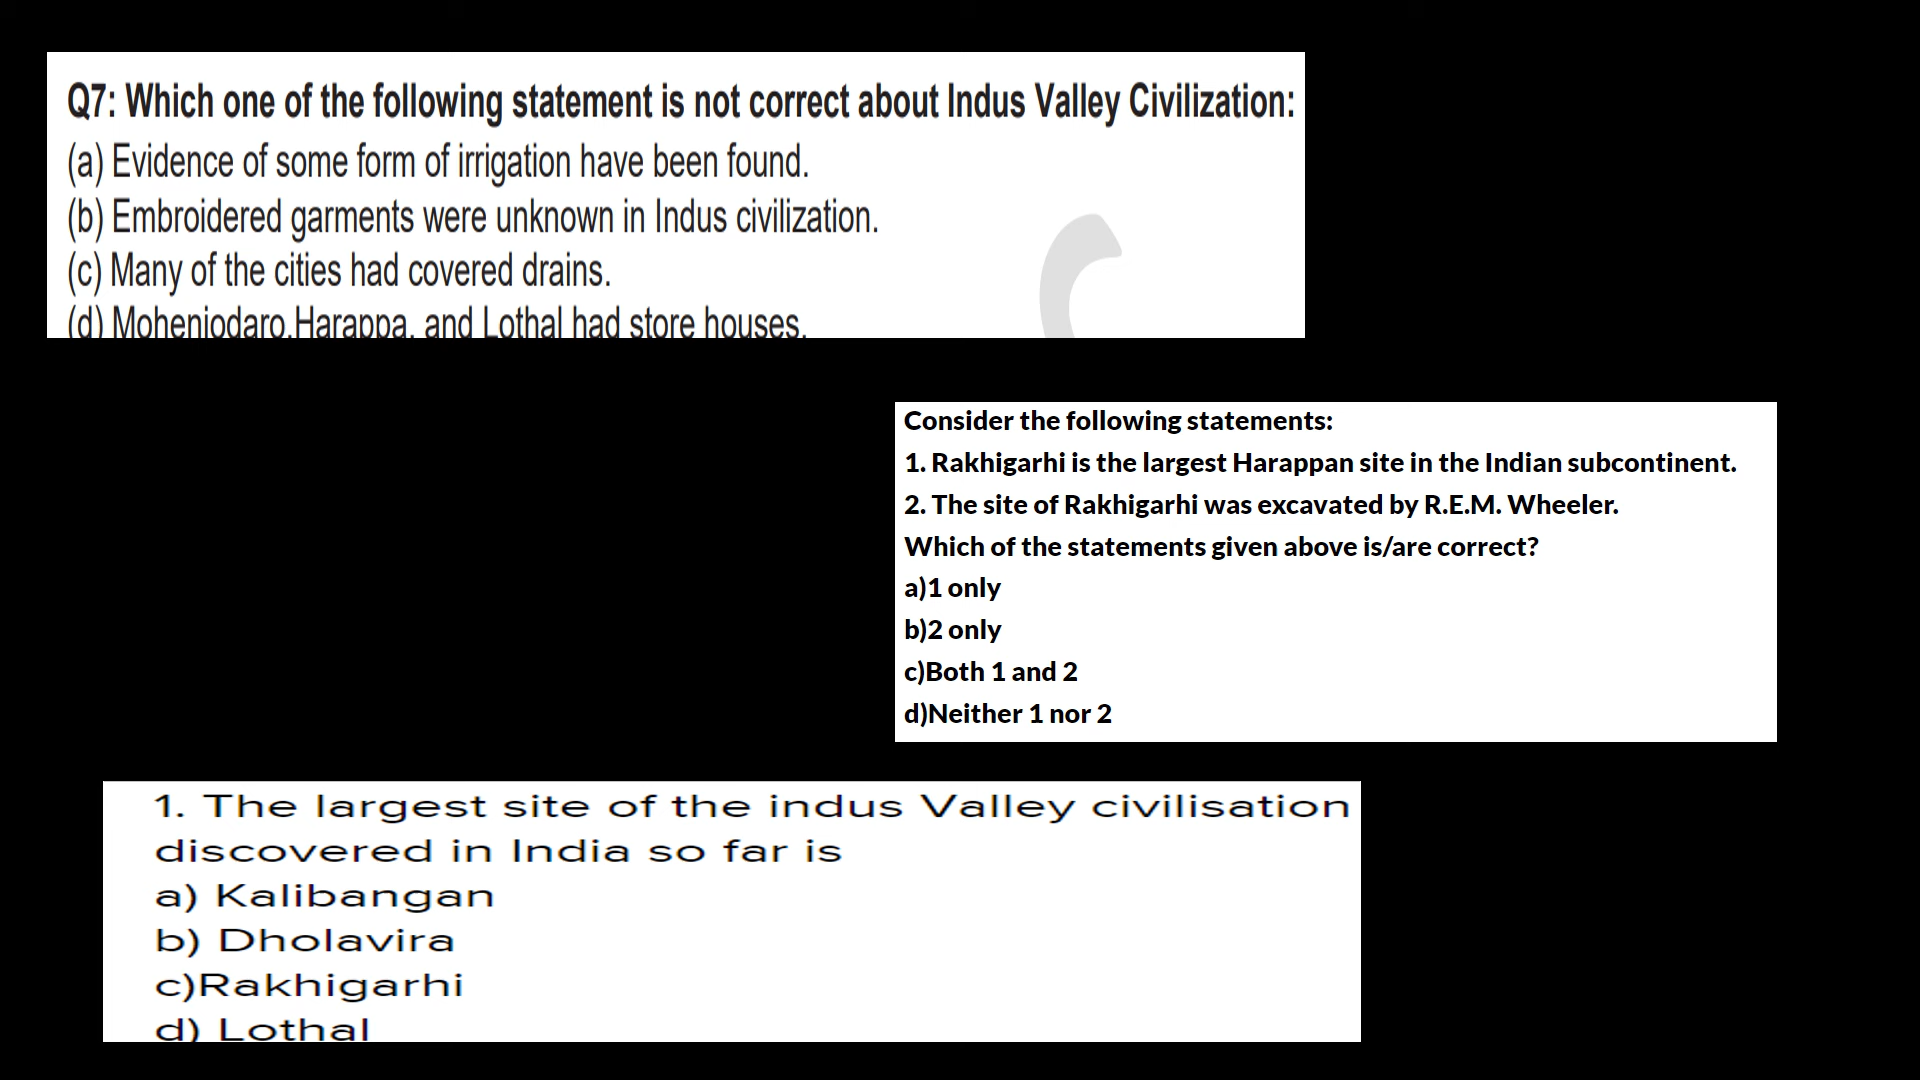 Q7: Which one of the following statement is not correct about Indus Valley Civilization:
(a) Evidence of some form of irrigation have been found.
(b) Embroidered garments were unknown in Indus civilization.
(c) Many of the cities had covered drains.
(d) Mohenjodaro,Harappa, and Lothal had store houses.
Consider the following statements:
1. Rakhigarhi is the largest Harappan site in the Indian subcontinent.
2. The site of Rakhigarhi was excavated by R.E.M. Wheeler.
Which of the statements given above is/are correct?
a)1 only
b)2 only
c)Both 1 and 2
d)Neither 1 nor 2
1. The largest site of the indus Valley civilisation
discovered in India so far is
a) Kalibangan
b) Dholavira
c)Rakhigarhi
d) Lothal